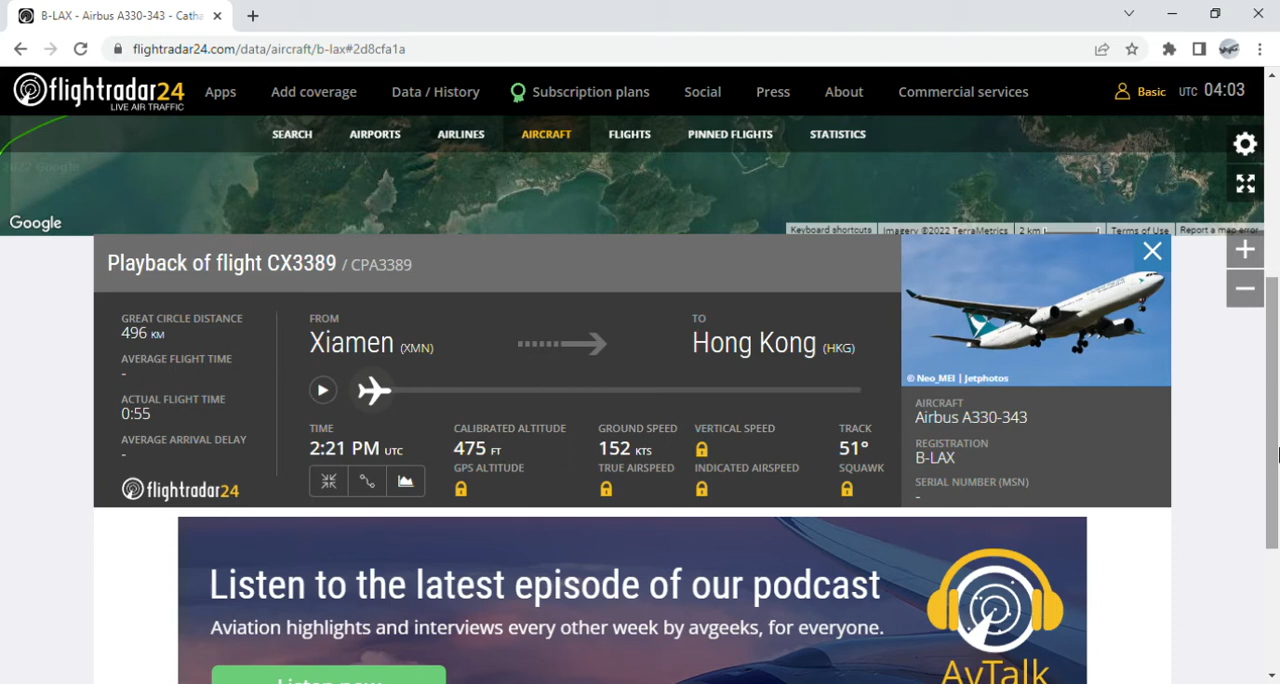 B-LAX - Airbus A330-343 - Catha
flightradar24.com/data/aircraft/b-lax#2d8cfa1a
flightradar24
LIVE AIR TRAFFIC
Apps
Add coverage
Data / History
Subscription plans
Social
Press
About
Commercial services
Basic
UTC 04:03
SEARCH
AIRPORTS
AIRLINES
AIRCRAFT
FLIGHTS
PINNED FLIGHTS
STATISTICS
2022 Google
Google
Keyboard shortcuts
Imagery ©2022 TerraMetrics
2 km
Terms of Use
Report a map error
Playback of flight CX3389 / CPA3389
GREAT CIRCLE DISTANCE
496 KM
AVERAGE FLIGHT TIME
-
ACTUAL FLIGHT TIME
0:55
AVERAGE ARRIVAL DELAY
-
flightradar24
FROM
Xiamen (XMN)
TO
Hong Kong (HKG)
TIME
2:21 PM UTC
CALIBRATED ALTITUDE
475 FT
GPS ALTITUDE
GROUND SPEED
152 KTS
TRUE AIRSPEED
VERTICAL SPEED
INDICATED AIRSPEED
TRACK
51°
SQUAWK
© Neo_MEI | Jetphotos
AIRCRAFT
Airbus A330-343
REGISTRATION
B-LAX
SERIAL NUMBER (MSN)
-
Listen to the latest episode of our podcast
Aviation highlights and interviews every other week by avgeeks, for everyone.
Listen now
AvTalk